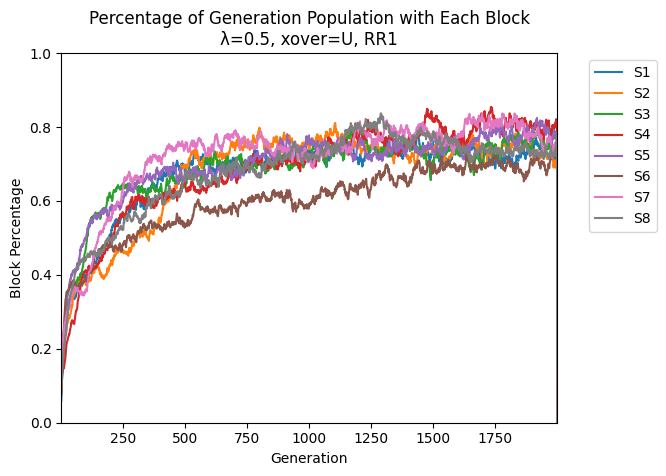 Percentage of Generation Population with Each Block
λ=0.5, xover=U, RR1
1.0
0.8
0.6
0.4
0.2
0.0
Block Percentage
250 500 750 1000 1250 1500 1750
Generation
S1
S2
S3
S4
S5
S6
S7
S8